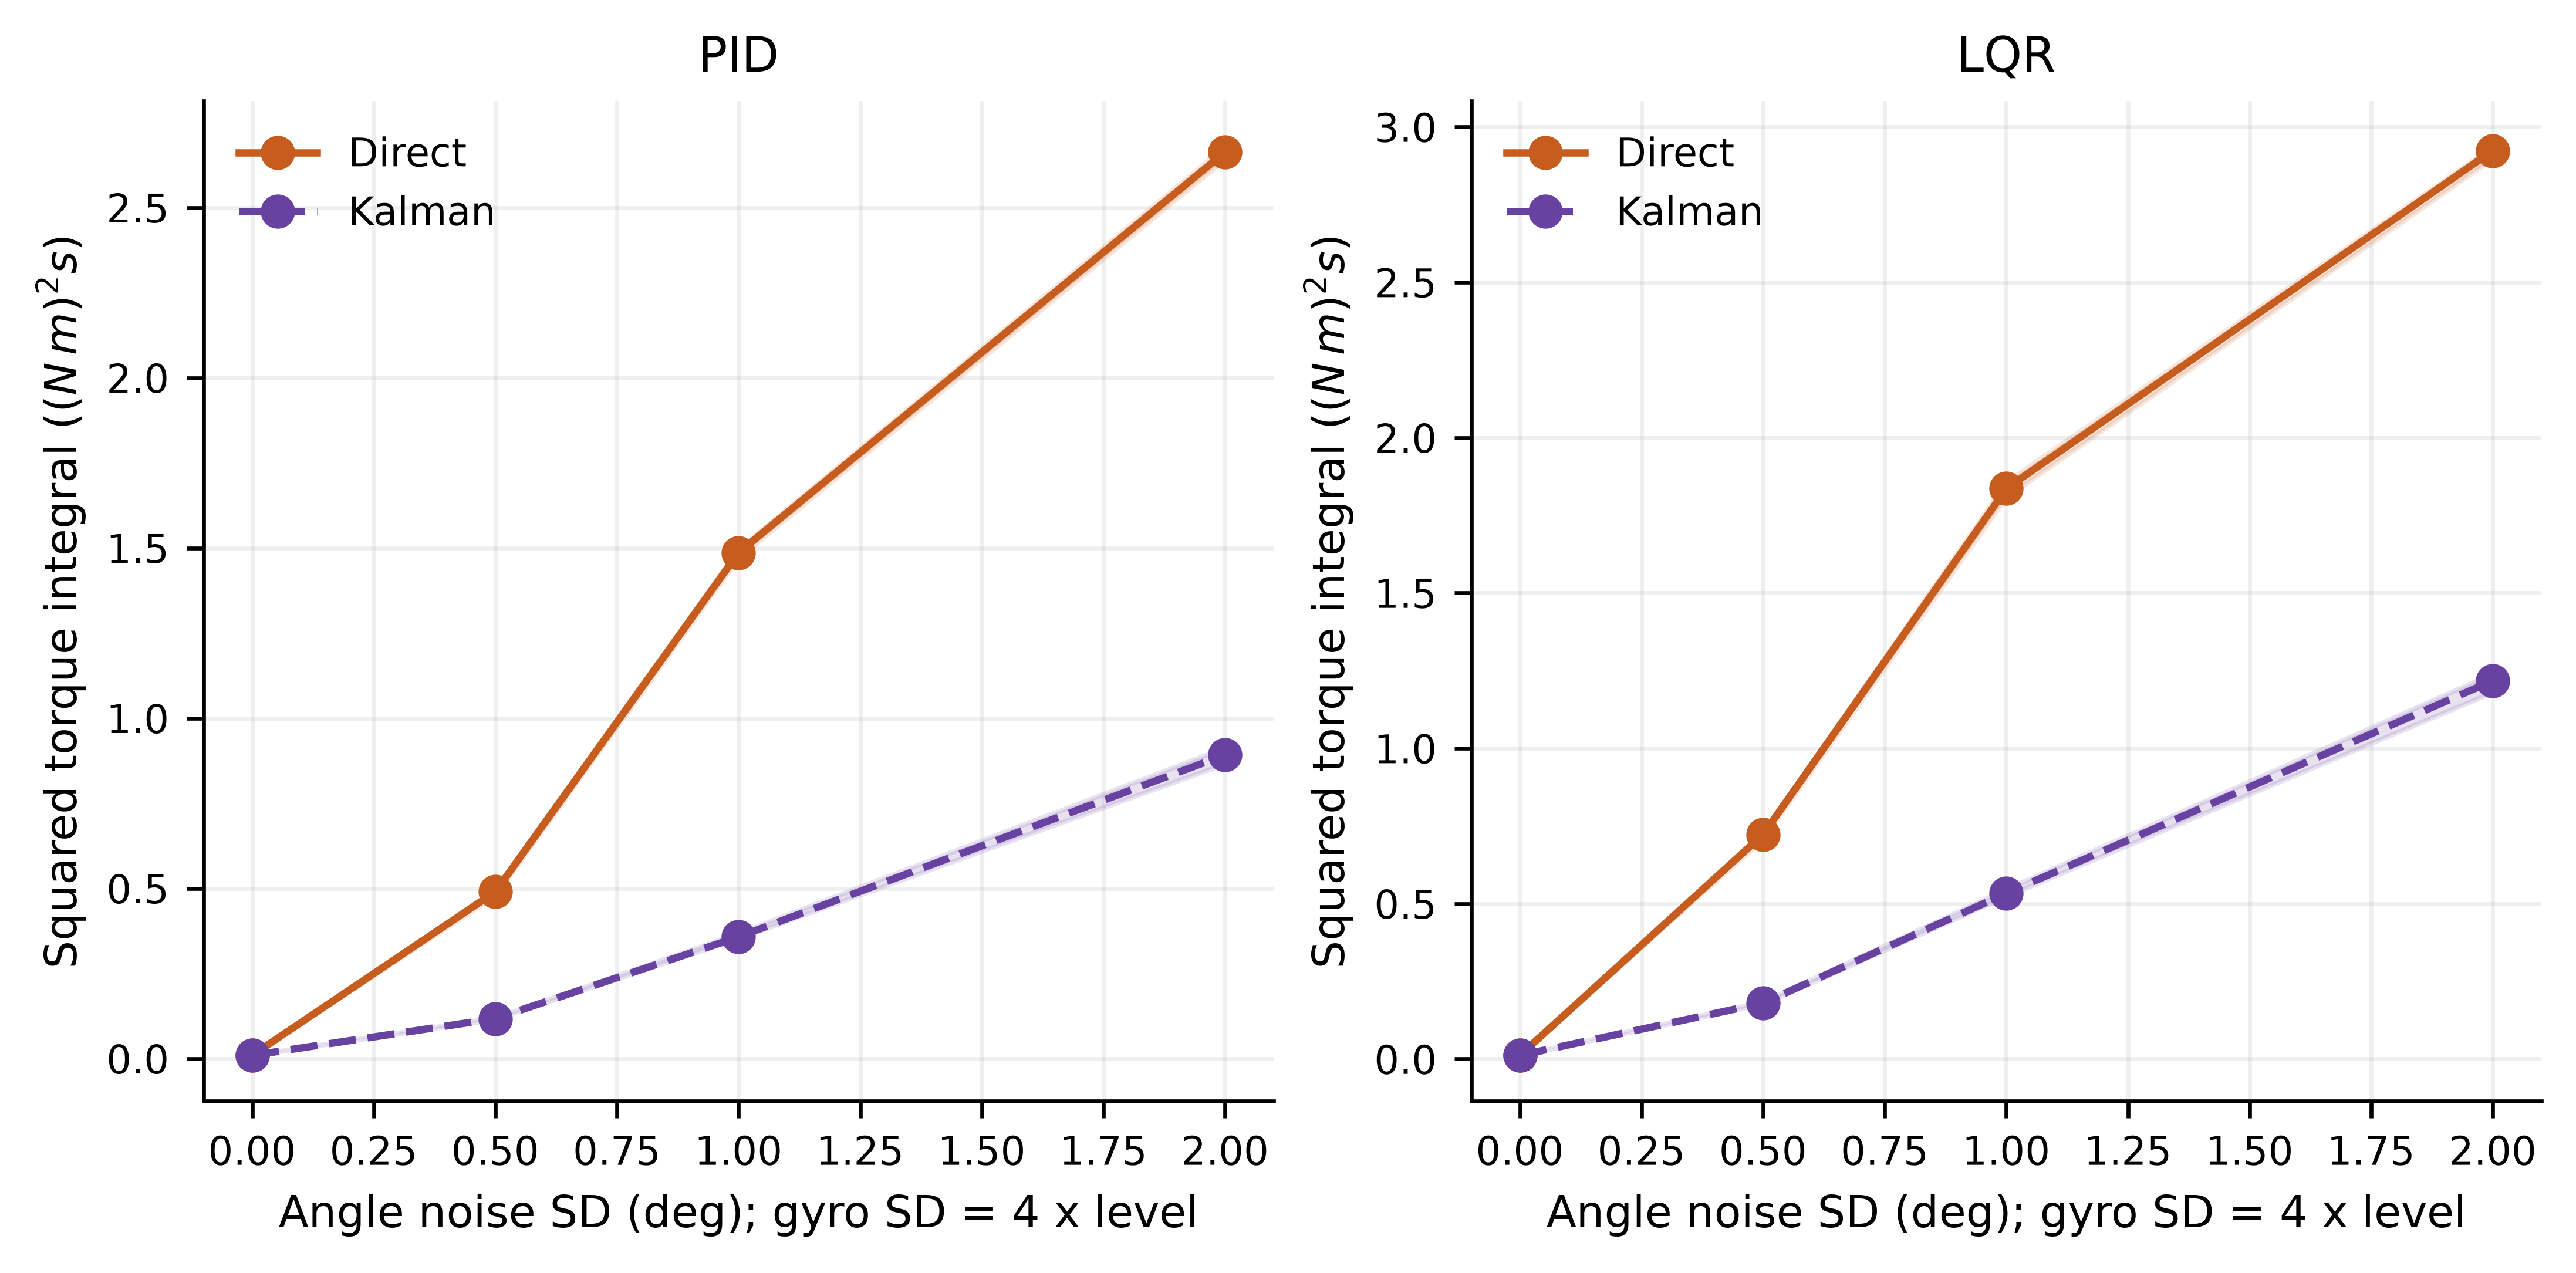 PID
Squared torque integral ((N m)²s)
2.5
2.0
1.5
1.0
0.5
0.0
Direct
Kalman
0.00 0.25 0.50 0.75 1.00 1.25 1.50 1.75 2.00
Angle noise SD (deg); gyro SD = 4 x level
LQR
Squared torque integral ((N m)²s)
3.0
2.5
2.0
1.5
1.0
0.5
0.0
Direct
Kalman
0.00 0.25 0.50 0.75 1.00 1.25 1.50 1.75 2.00
Angle noise SD (deg); gyro SD = 4 x level